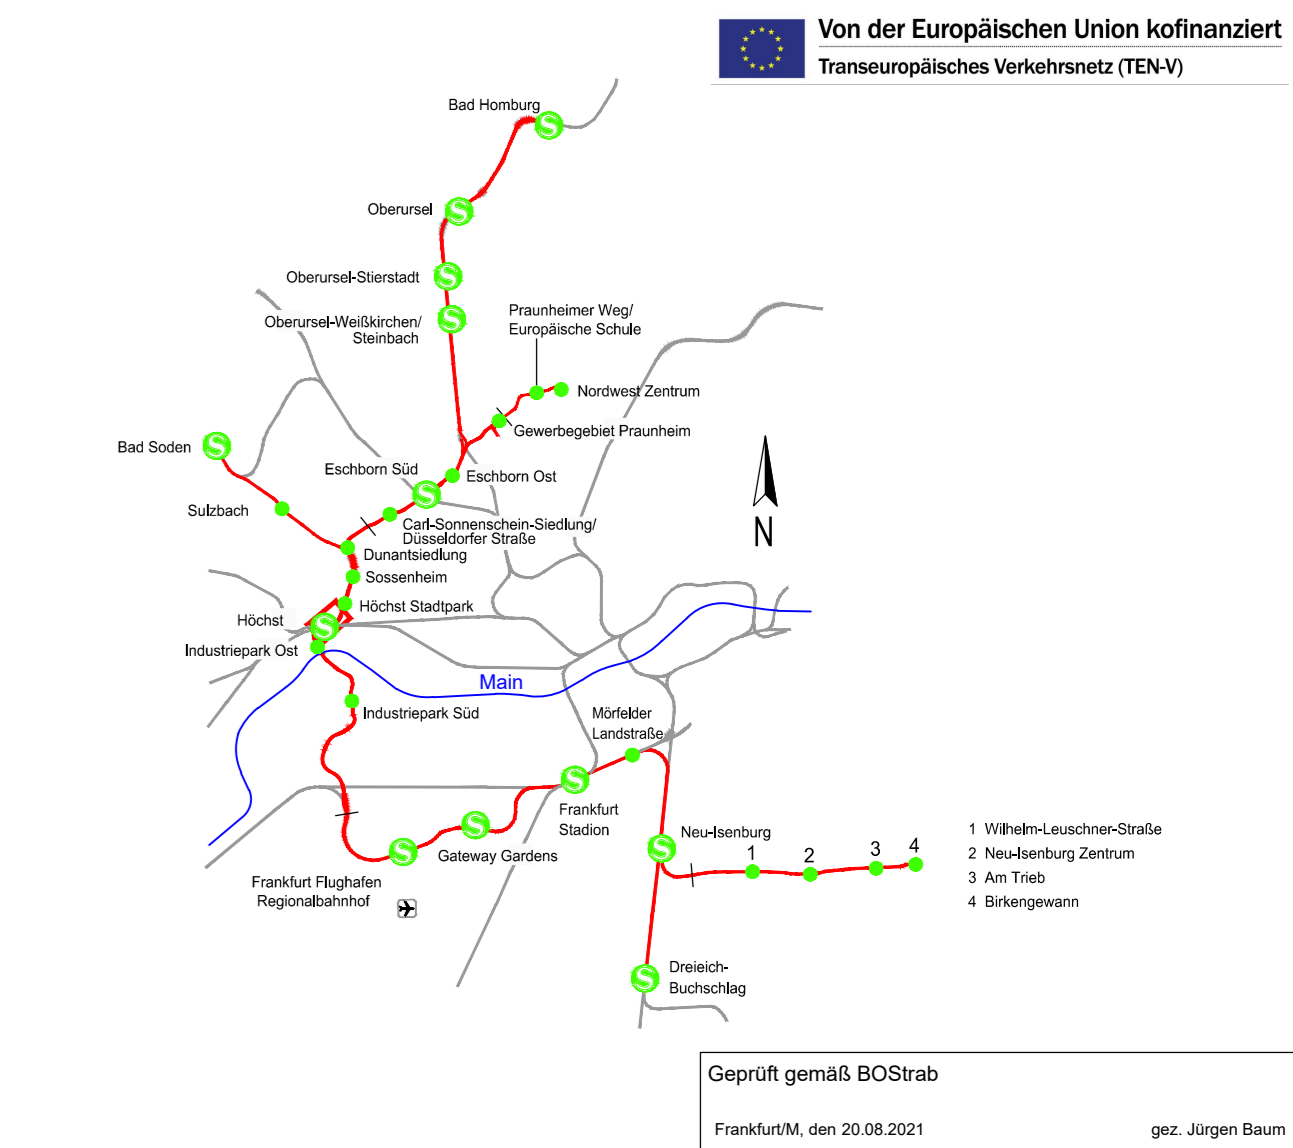 Von der Europäischen Union kofinanziert
Transeuropäisches Verkehrsnetz (TEN-V)
Bad Homburg
S
Oberursel
S
Oberursel-Stierstadt
S
Oberursel-Weißkirchen/
Steinbach
S
Praunheimer Weg/
Europäische Schule
Nordwest Zentrum
Gewerbegebiet Praunheim
Bad Soden
S
Eschborn Süd
S
Eschborn Ost
Sulzbach
Carl-Sonnenschein-Siedlung/
Düsseldorfer Straße
N
Dunantsiedlung
Sossenheim
Höchst Stadtpark
Höchst
S
Industriepark Ost
Main
Industriepark Süd
Mörfelder
Landstraße
S
Frankfurt
Stadion
S
Gateway Gardens
S
Frankfurt Flughafen
Regionalbahnhof
Neu-Isenburg
S
1
2
3
4
1 Wilhelm-Leuschner-Straße
2 Neu-Isenburg Zentrum
3 Am Trieb
4 Birkengewann
S
Dreieich-
Buchschlag
Geprüft gemäß BOStrab
Frankfurt/M, den 20.08.2021
gez. Jürgen Baum